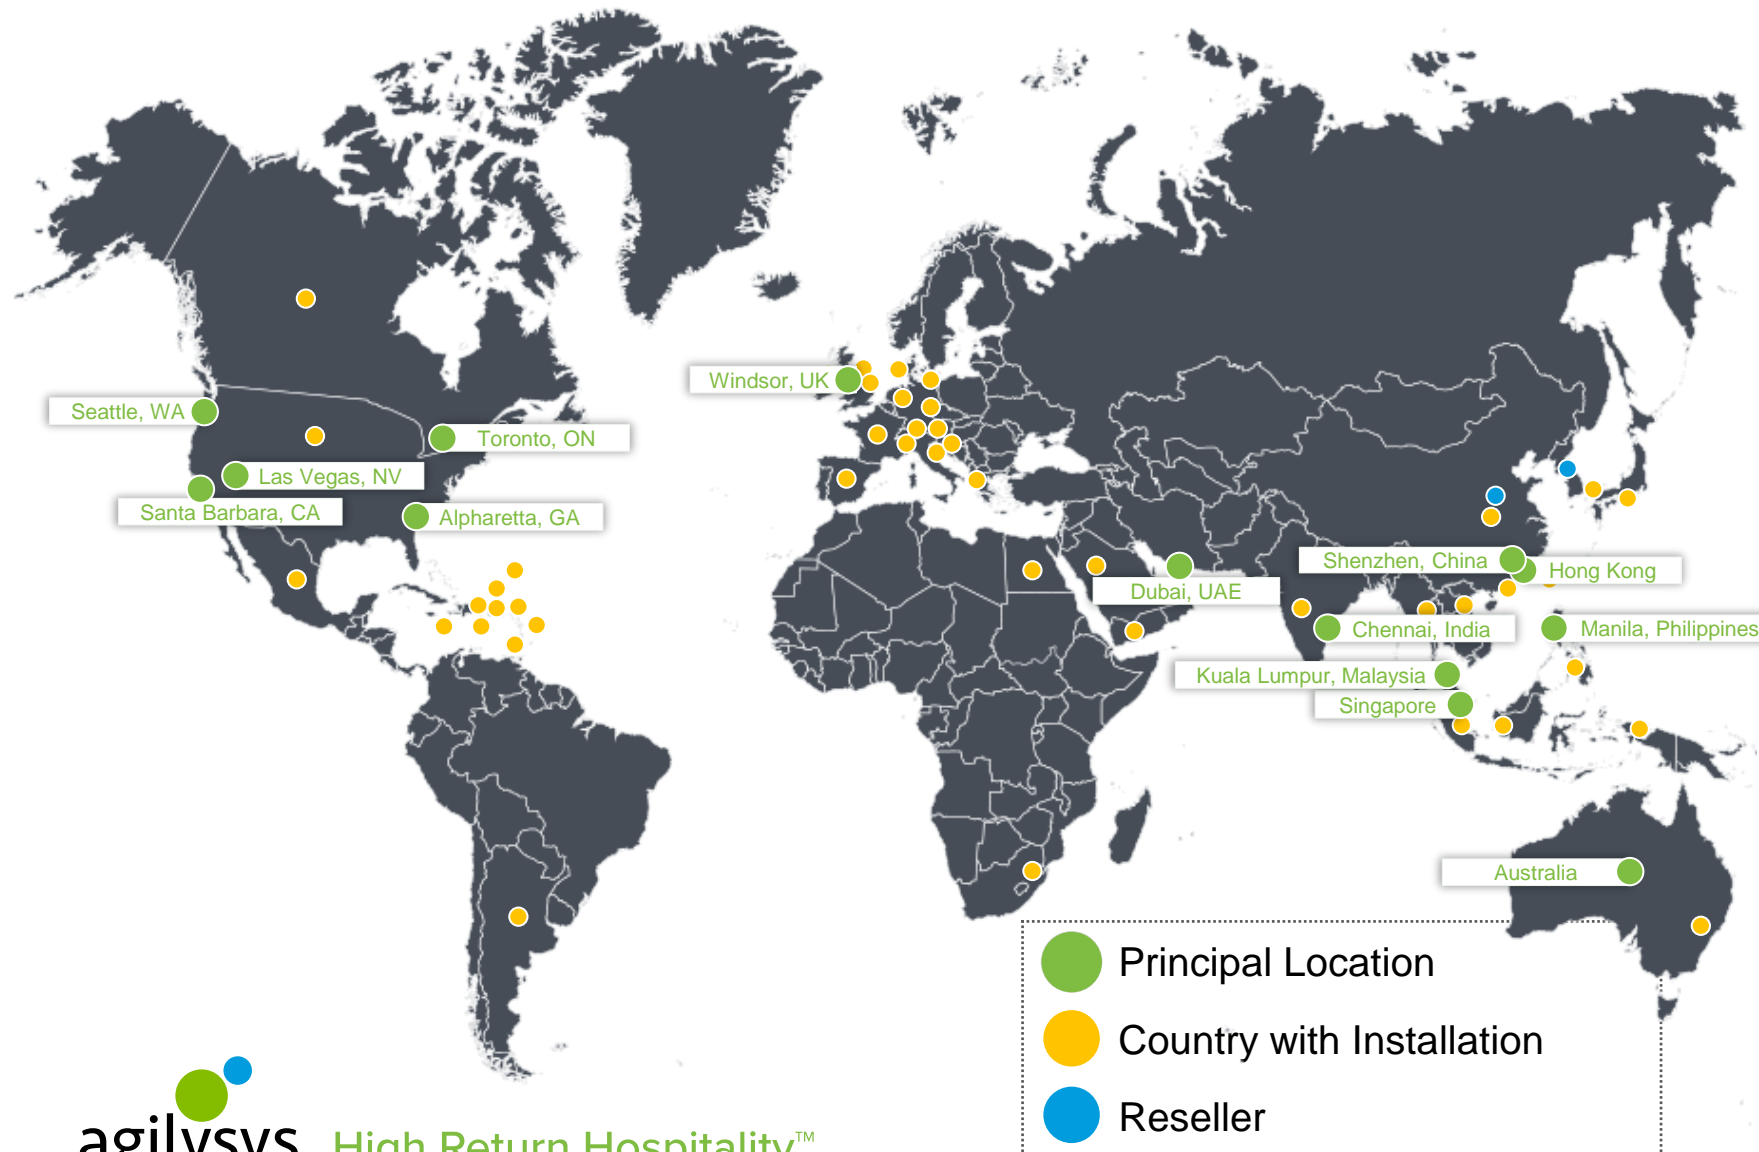 Windsor, UK
Seattle, WA
Toronto, ON
Las Vegas, NV
Santa Barbara, CA
Alpharetta, GA
Shenzhen, China
Hong Kong
Dubai, UAE
Chennai, India
Manila, Philippines
Kuala Lumpur, Malaysia
Singapore
Australia
Principal Location
Country with Installation
Reseller
agilysys High Return Hospitality™